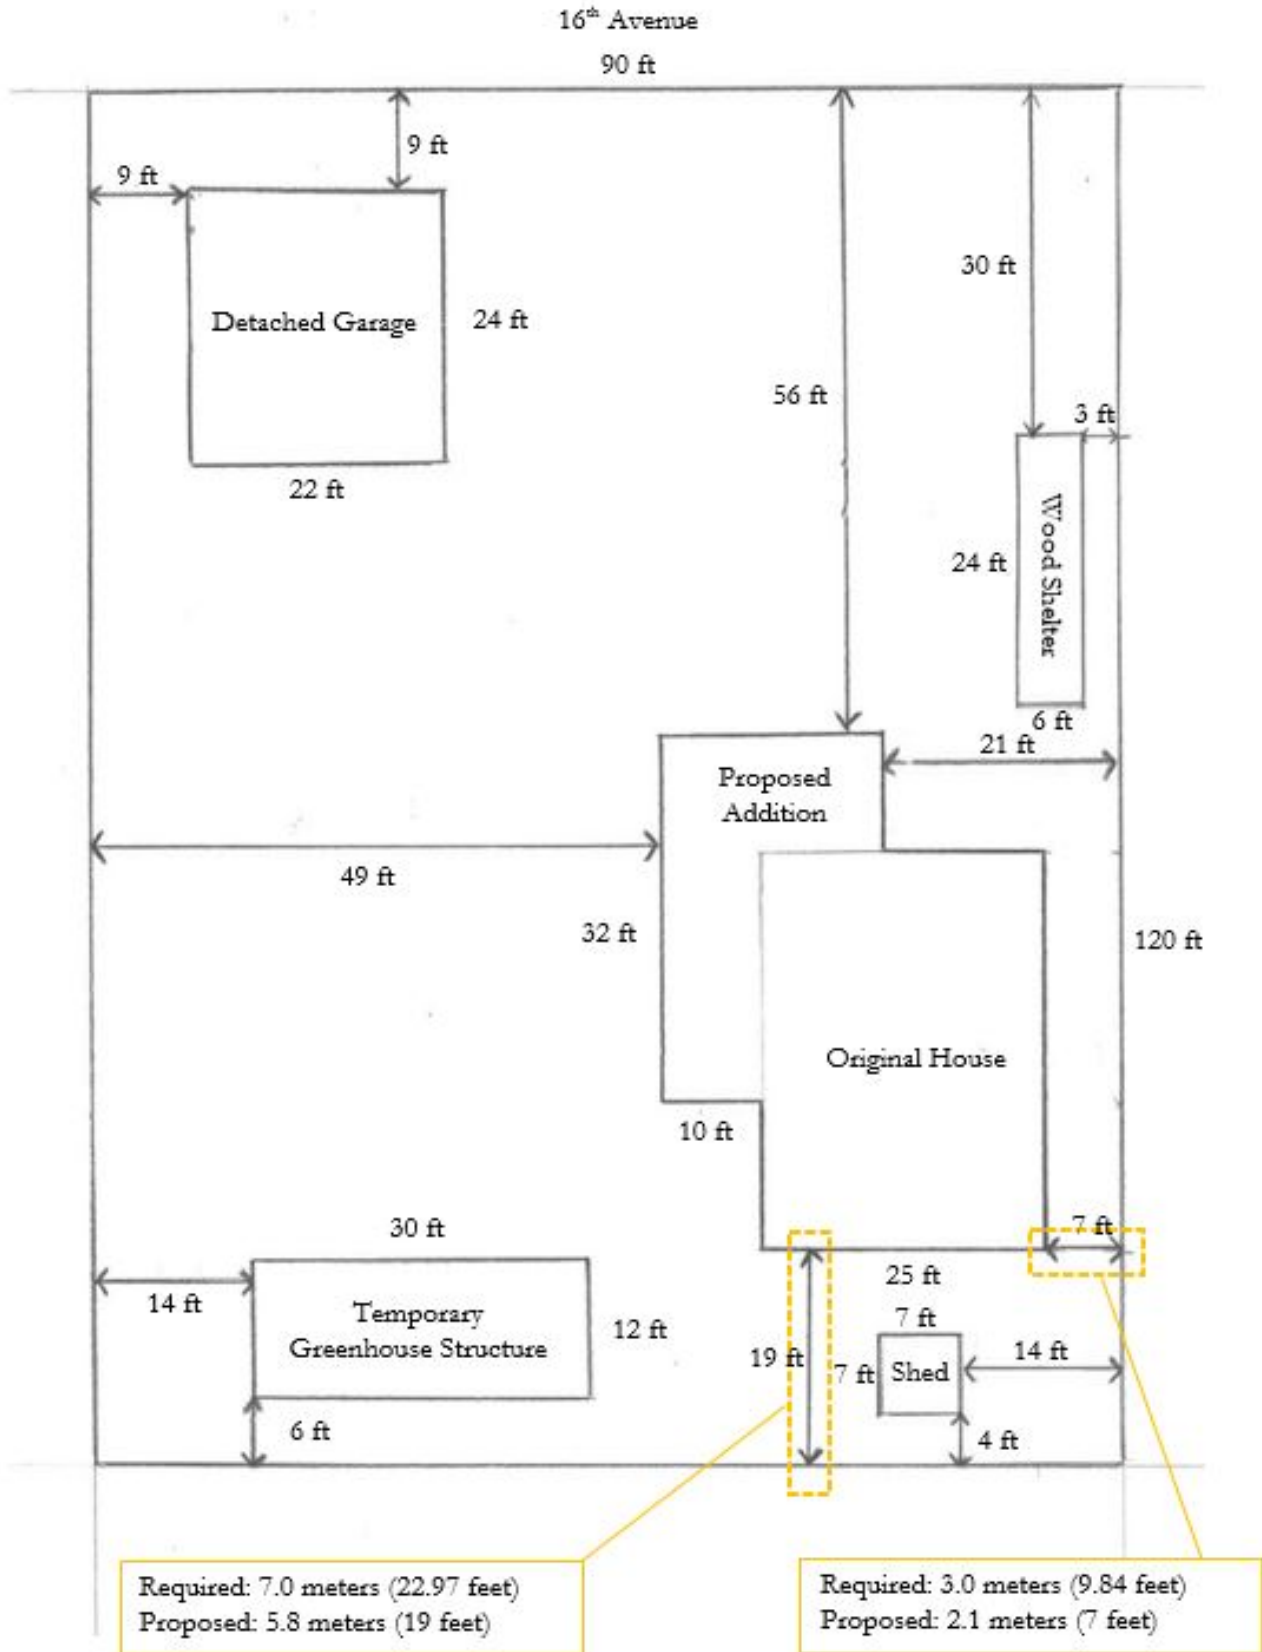 16th Avenue
90 ft
9 ft
9 ft
30 ft
Detached Garage
24 ft
56 ft
3 ft
22 ft
24 ft
Wood Shelter
6 ft
21 ft
Proposed
Addition
49 ft
32 ft
120 ft
Original House
10 ft
30 ft
7 ft
25 ft
14 ft
Temporary
Greenhouse Structure
12 ft
7 ft
19 ft
7 ft
Shed
14 ft
6 ft
4 ft
Required: 7.0 meters (22.97 feet)
Proposed: 5.8 meters (19 feet)
Required: 3.0 meters (9.84 feet)
Proposed: 2.1 meters (7 feet)